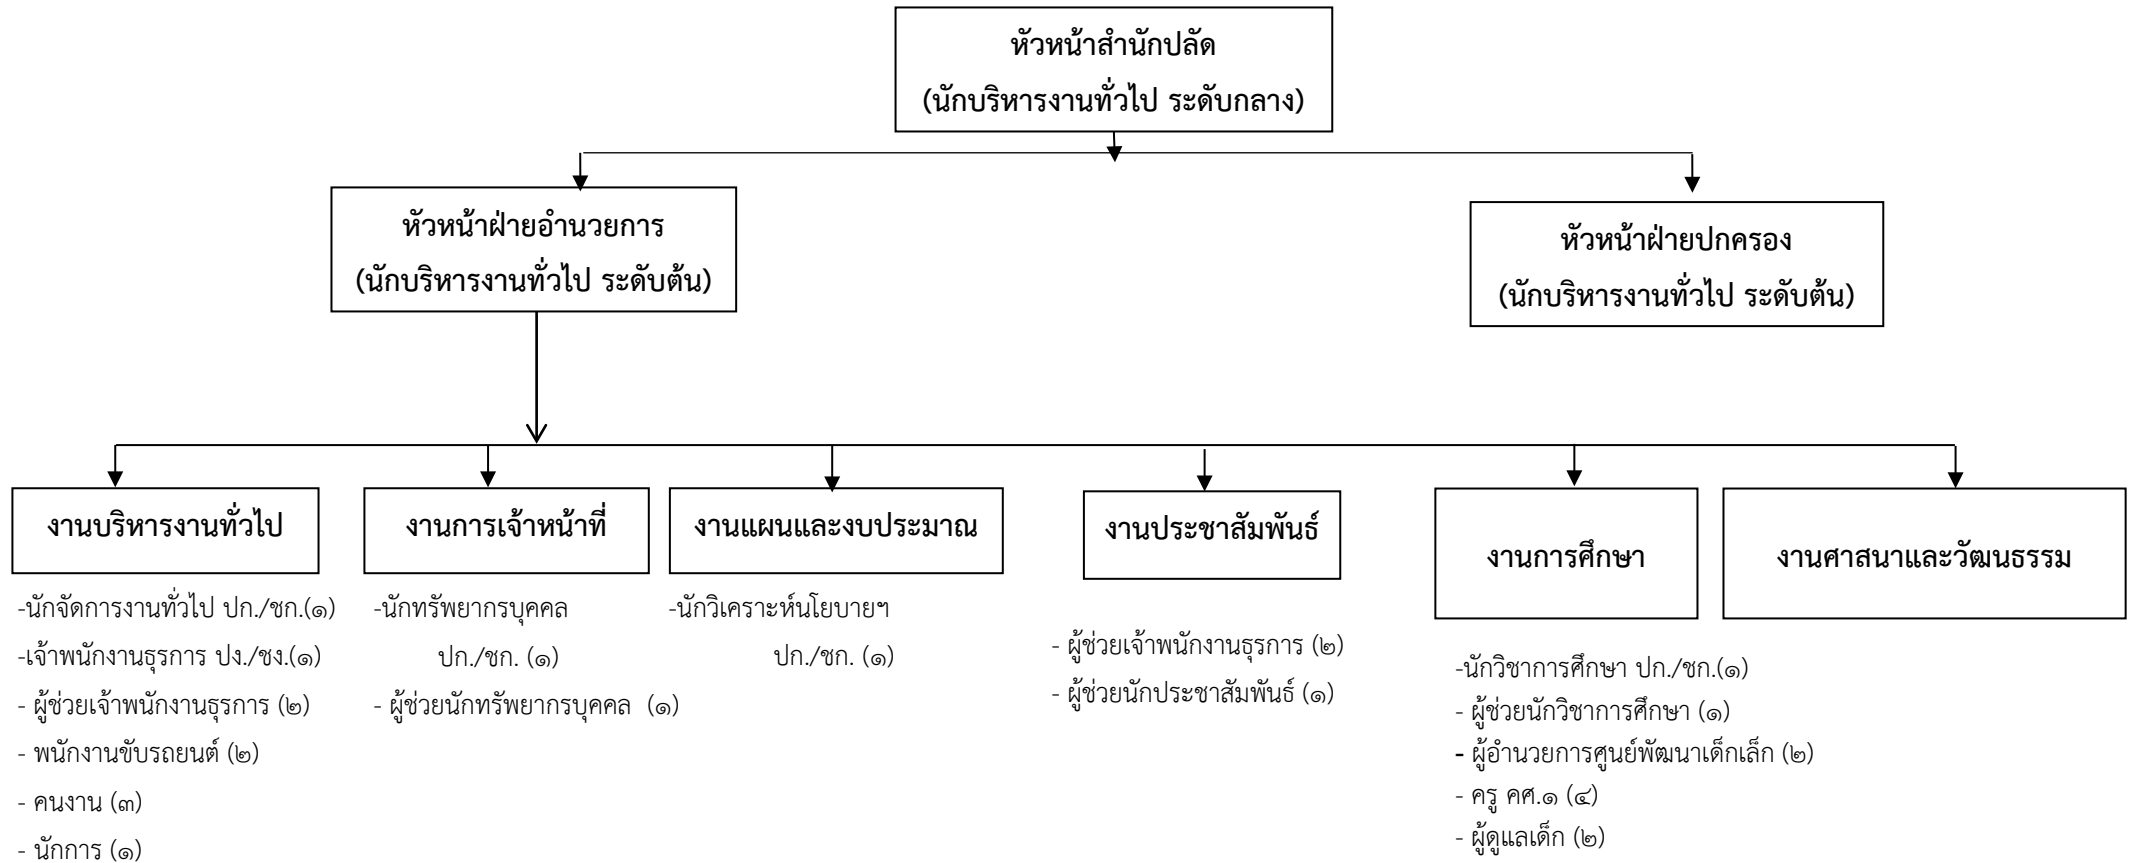 หัวหน้าสำนักปลัด
(นักบริหารงานทั่วไป ระดับกลาง)
หัวหน้าฝ่ายอำนวยการ
(นักบริหารงานทั่วไป ระดับต้น)
หัวหน้าฝ่ายปกครอง
(นักบริหารงานทั่วไป ระดับต้น)
งานบริหารงานทั่วไป
-นักจัดการงานทั่วไป ปก./ชก.(๑)
-เจ้าพนักงานธุรการ ปง./ชง.(๑)
- ผู้ช่วยเจ้าพนักงานธุรการ (๒)
- พนักงานขับรถยนต์ (๒)
- คนงาน (๓)
- นักการ (๑)
งานการเจ้าหน้าที่
-นักทรัพยากรบุคคล
ปก./ชก. (๑)
- ผู้ช่วยนักทรัพยากรบุคคล (๑)
งานแผนและงบประมาณ
-นักวิเคราะห์นโยบายฯ
ปก./ชก. (๑)
งานประชาสัมพันธ์
- ผู้ช่วยเจ้าพนักงานธุรการ (๒)
- ผู้ช่วยนักประชาสัมพันธ์ (๑)
งานการศึกษา
-นักวิชาการศึกษา ปก./ชก.(๑)
- ผู้ช่วยนักวิชาการศึกษา (๑)
- ผู้อำนวยการศูนย์พัฒนาเด็กเล็ก (๒)
- ครู คศ.๑ (๔)
- ผู้ดูแลเด็ก (๒)
งานศาสนาและวัฒนธรรม